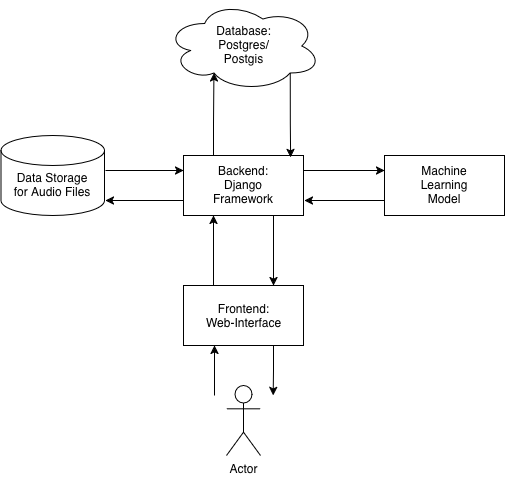 Database:
Postgres/
Postgis
Data Storage
for Audio Files
Backend:
Django
Framework
Machine
Learning
Model
Frontend:
Web-Interface
Actor